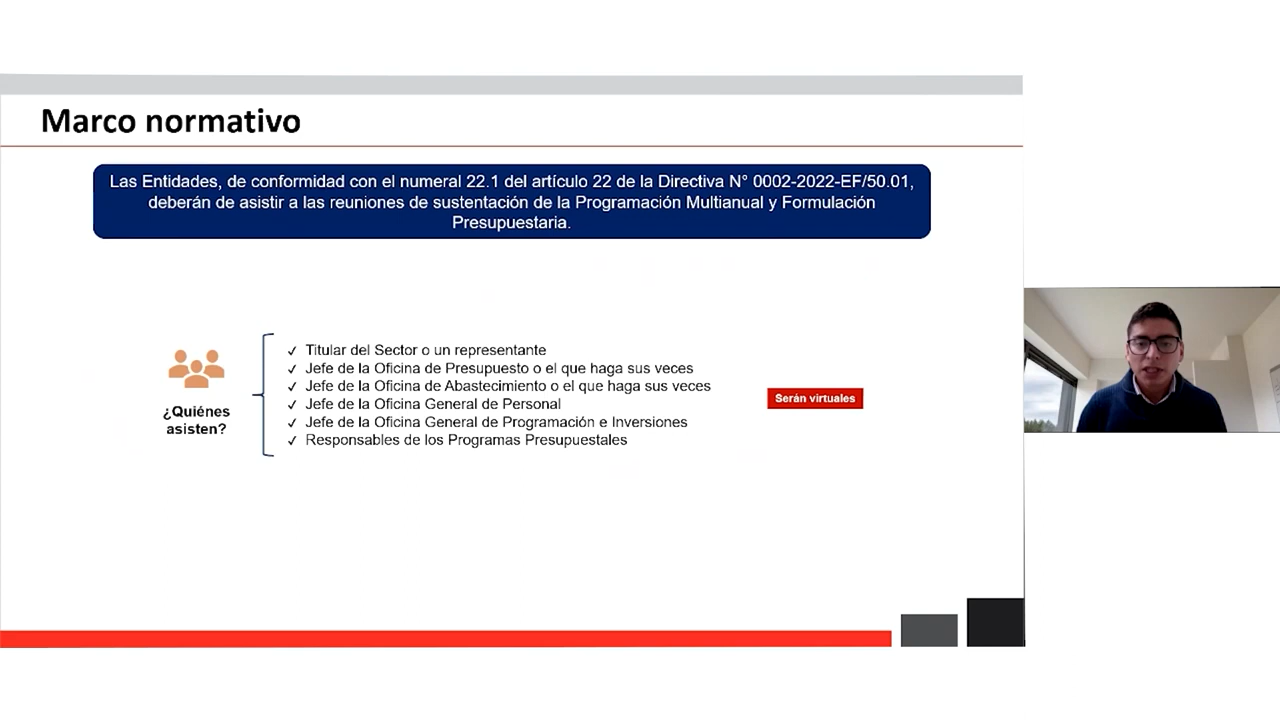 Marco normativo
Las Entidades, de conformidad con el numeral 22.1 del artículo 22 de la Directiva N° 0002-2022-EF/50.01,
deberán de asistir a las reuniones de sustentación de la Programación Multianual y Formulación
Presupuestaria.
¿Quiénes
asisten?
✓ Titular del Sector o un representante
✓ Jefe de la Oficina de Presupuesto o el que haga sus veces
✓ Jefe de la Oficina de Abastecimiento o el que haga sus veces
✓ Jefe de la Oficina General de Personal
✓ Jefe de la Oficina General de Programación e Inversiones
✓ Responsables de los Programas Presupuestales
Serán virtuales